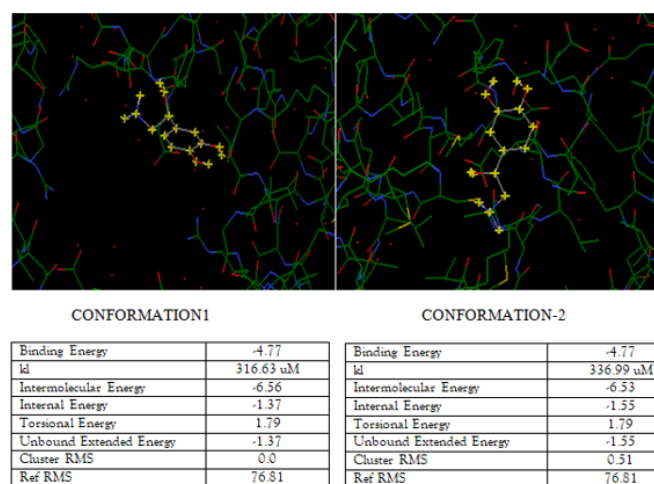 CONFORMATION1
Binding Energy -4.77
kl 316.63 uM
Intermolecular Energy -6.56
Internal Energy -1.37
Torsional Energy 1.79
Unbound Extended Energy -1.37
Cluster RMS 0.0
Ref RMS 76.81
CONFORMATION-2
Binding Energy -4.77
kl 336.99 uM
Intermolecular Energy -6.53
Internal Energy -1.55
Torsional Energy 1.79
Unbound Extended Energy -1.55
Cluster RMS 0.51
Ref RMS 76.81